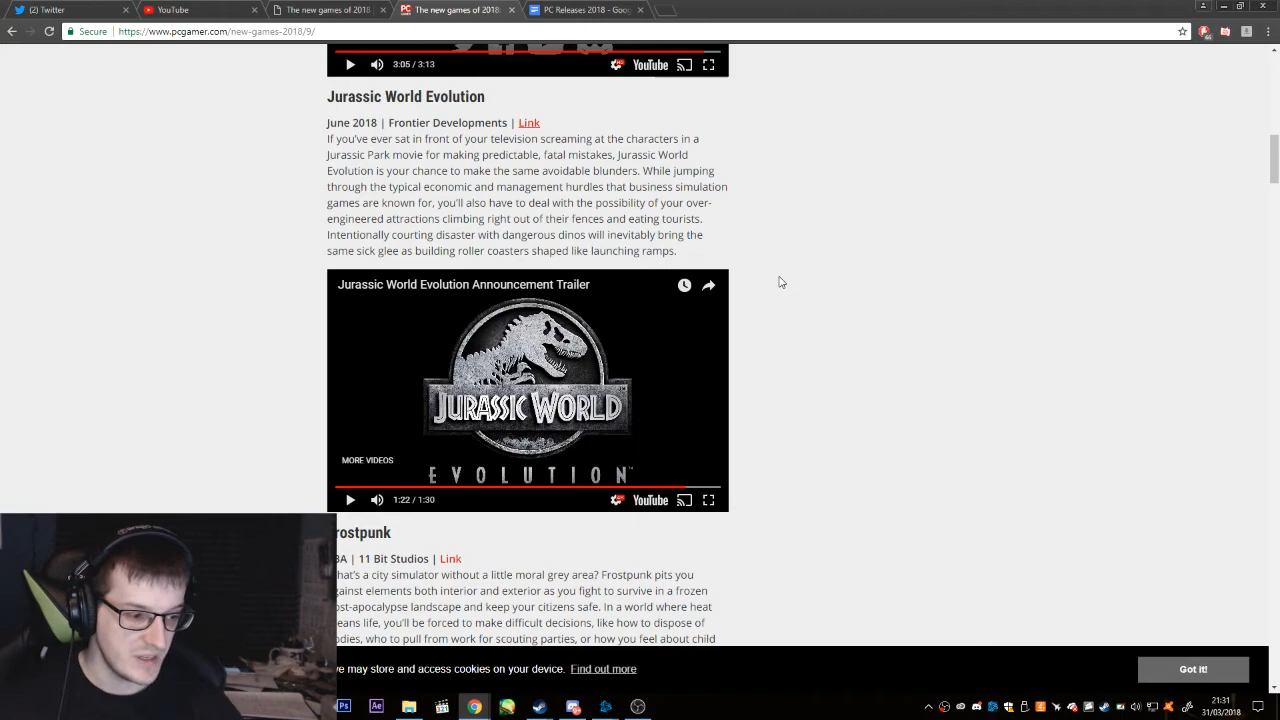 (2) Twitter
YouTube
The new games of 2018
The new games of 2018:
PC Releases 2018 - Goog
Secure
https://www.pcgamer.com/new-games-2018/9/
3:05 / 3:13
YouTube
Jurassic World Evolution
June 2018 | Frontier Developments | Link
If you've ever sat in front of your television screaming at the characters in a
Jurassic Park movie for making predictable, fatal mistakes, Jurassic World
Evolution is your chance to make the same avoidable blunders. While jumping
through the typical economic and management hurdles that business simulation
games are known for, you'll also have to deal with the possibility of your over-
engineered attractions climbing right out of their fences and eating tourists.
Intentionally courting disaster with dangerous dinos will inevitably bring the
same sick glee as building roller coasters shaped like launching ramps.
Jurassic World Evolution Announcement Trailer
JURASSIC WORLD
EVOLUTION
MORE VIDEOS
1:22 / 1:30
YouTube
rostpunk
BA | 11 Bit Studios | Link
hat's a city simulator without a little moral grey area? Frostpunk pits you
gainst elements both interior and exterior as you fight to survive in a frozen
ost-apocalypse landscape and keep your citizens safe. In a world where heat
eans life, you'll be forced to make difficult decisions, like how to dispose of
odies, who to pull from work for scouting parties, or how you feel about child
we may store and access cookies on your device. Find out more
Got it!
Ps
Ae
21:31
31/03/2018